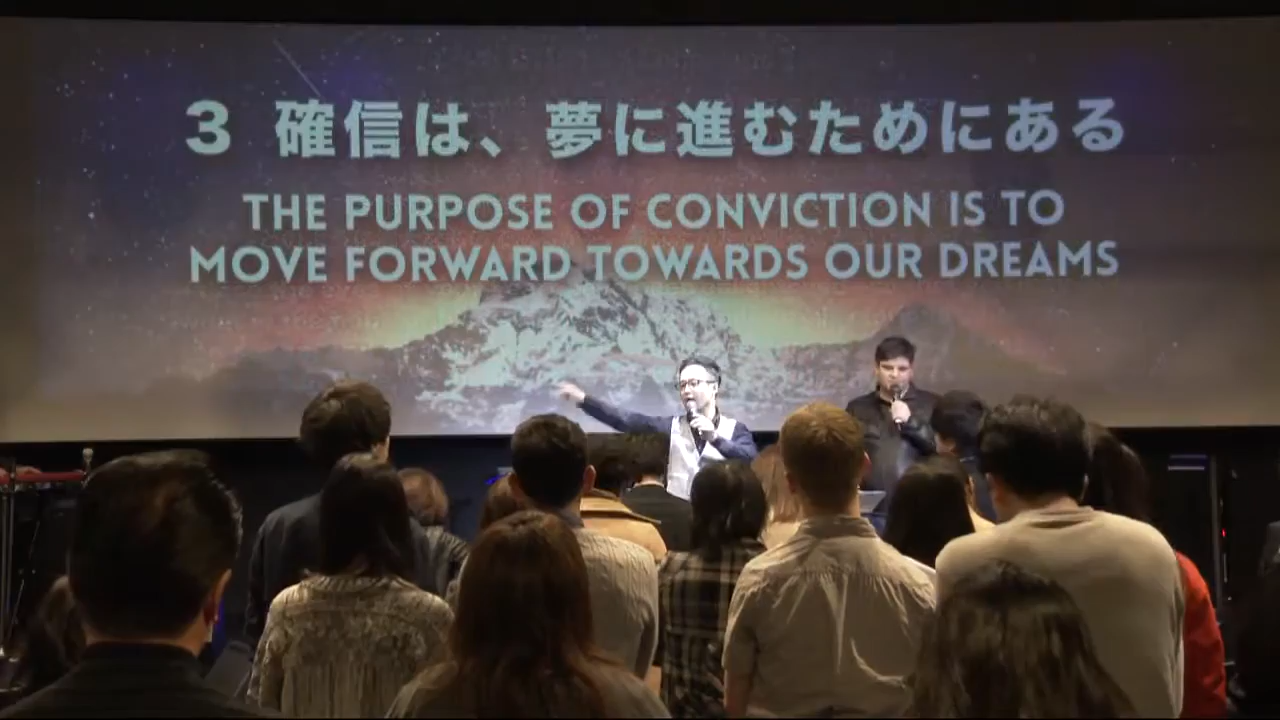 3 確信は、夢に進むためにある
THE PURPOSE OF CONVICTION IS TO
MOVE FORWARD TOWARDS OUR DREAMS